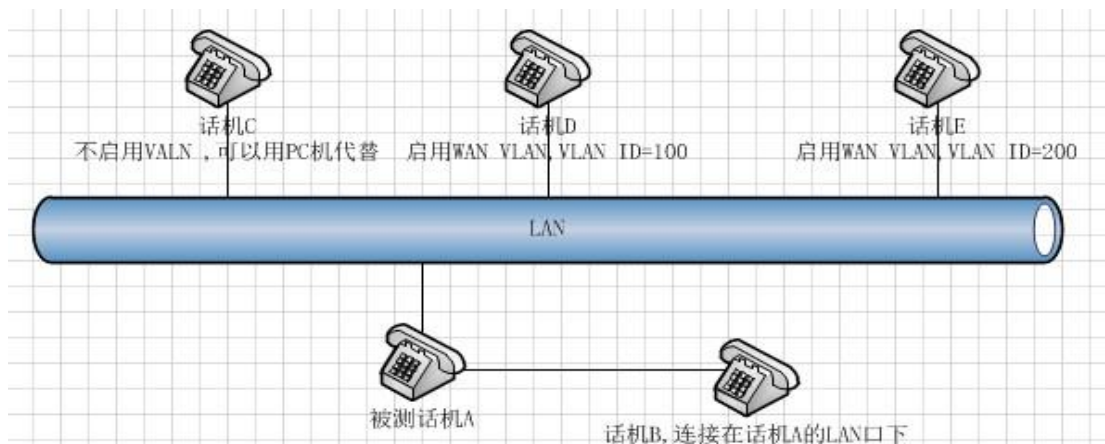 话机C
不启用VALN ,可以用PC机代替
话机D
启用WAN VLAN,VLAN ID=100
话机E
启用WAN VLAN,VLAN ID=200
LAN
被测话机A
话机B,连接在话机A的LAN口下